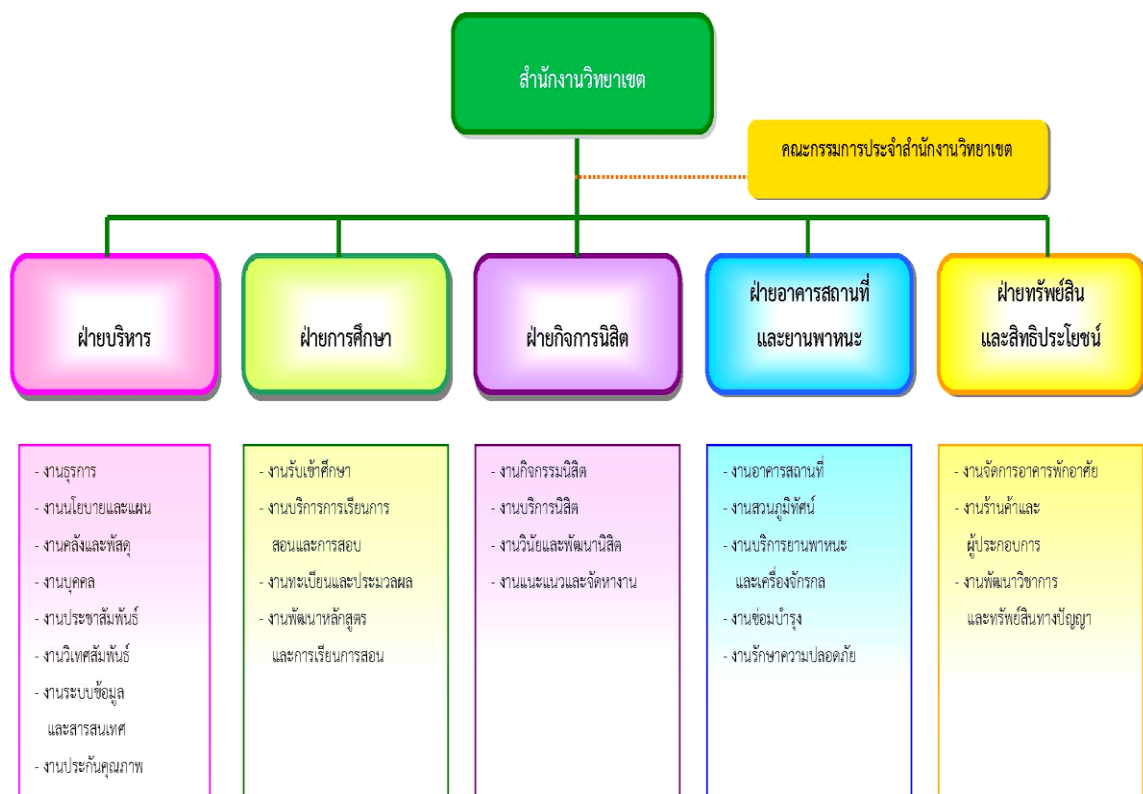 สำนักงานวิทยาเขต
คณะกรรมการประจำสำนักงานวิทยาเขต
ฝ่ายบริหาร
ฝ่ายการศึกษา
ฝ่ายกิจการนิสิต
ฝ่ายอาคารสถานที่
และยานพาหนะ
ฝ่ายทรัพย์สิน
และสิทธิประโยชน์
- งานธุรการ
- งานนโยบายและแผน
- งานคลังและพัสดุ
- งานบุคคล
- งานประชาสัมพันธ์
- งานวิเทศสัมพันธ์
- งานระบบข้อมูล
และสารสนเทศ
- งานประกันคุณภาพ
- งานรับเข้าศึกษา
- งานบริการการเรียนการ
สอนและการสอบ
- งานทะเบียนและประมวลผล
- งานพัฒนาหลักสูตร
และการเรียนการสอน
- งานกิจกรรมนิสิต
- งานบริการนิสิต
- งานวินัยและพัฒนานิสิต
- งานแนะแนวและจัดหางาน
- งานอาคารสถานที่
- งานสวนภูมิทัศน์
- งานบริการยานพาหนะ
และเครื่องจักรกล
- งานซ่อมบำรุง
- งานรักษาความปลอดภัย
- งานจัดการอาคารพักอาศัย
- งานร้านค้าและ
ผู้ประกอบการ
- งานพัฒนาวิชาการ
และทรัพย์สินทางปัญญา